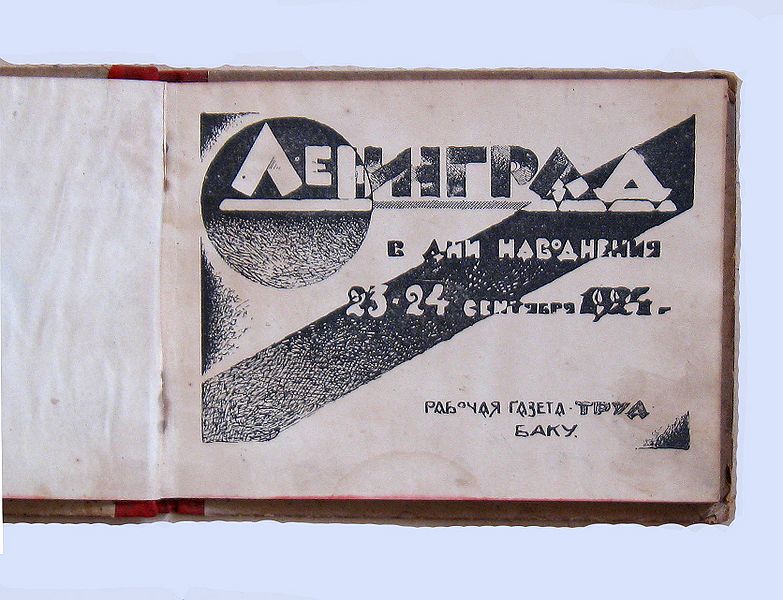 ЛЕНИНГРАД
В ДНИ НАВОДНЕНИЯ
23-24 СЕНТЯБРЯ 1924 г
РАБОЧАЯ ГАЗЕТА·ТРУД
БАКУ.